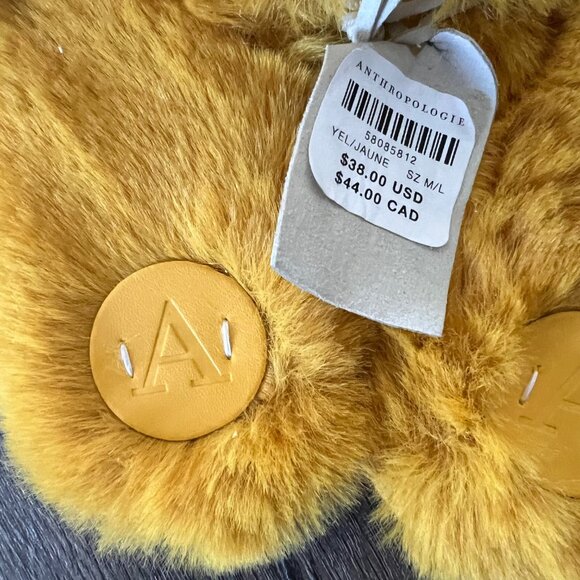 ANTHROPOLOGIE
58085812
YEL/JAUNE SZ M/L
$38.00 USD
$44.00 CAD
A
A